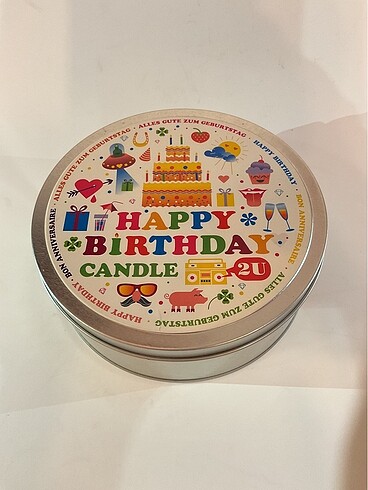 HAPPY
BIRTHDAY
CANDLE
2U
ALLES GUTE ZUM GEBURTSTAG · ALLES GUTE ZUM GEBURTSTAG · HAPPY BIRTHDAY · BON ANNIVERSAIRE · ALLES GUTE ZUM GEBURTSTAG · HAPPY BIRTHDAY · BON ANNIVERSAIRE ·